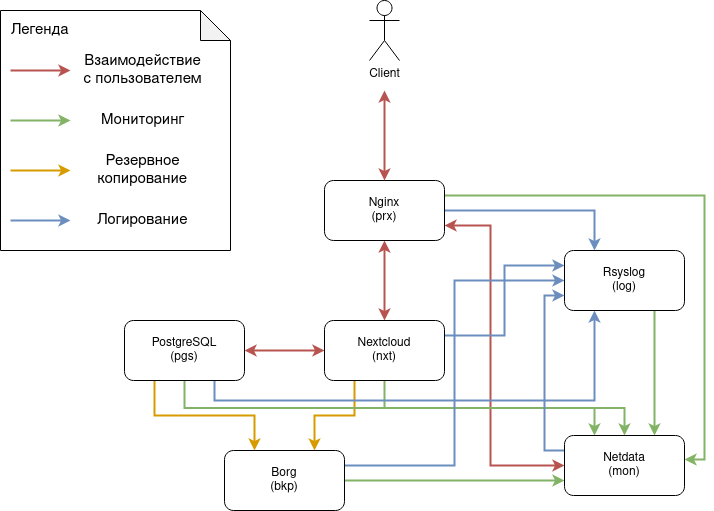 Легенда
Взаимодействие
с пользователем
Мониторинг
Резервное
копирование
Логирование
Client
Nginx
(prx)
Rsyslog
(log)
PostgreSQL
(pgs)
Nextcloud
(nxt)
Borg
(bkp)
Netdata
(mon)